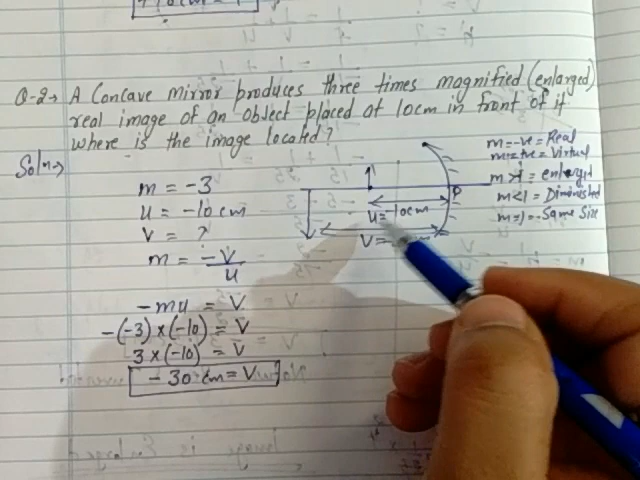 Q-2→ A Concave mirror produces three times magnified (enlarged)
real image of an object placed at 10cm in front of it
where is the image located?
Soln→
m = -3
u = -10 cm
v = ?
m = -v/u
-mu = v
-(-3) × (-10) = v
3 × (-10) = v
-30 cm = v
m = -ve = Real
m = +ve = Virtual
m > 1 = enlarged
m < 1 = Diminished
m = 1 = Same Size
P
u = -10cm
v =